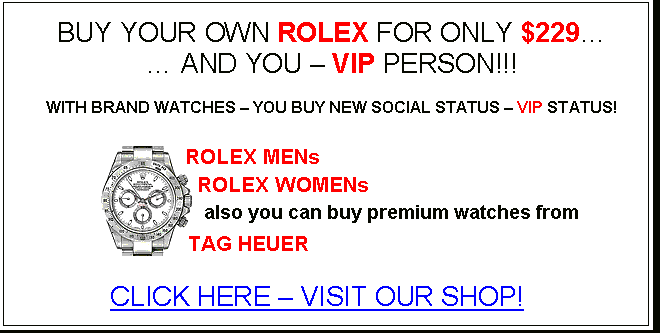 BUY YOUR OWN ROLEX FOR ONLY $229...
... AND YOU – VIP PERSON!!!
WITH BRAND WATCHES – YOU BUY NEW SOCIAL STATUS – VIP STATUS!
ROLEX MENs
ROLEX WOMENs
also you can buy premium watches from
TAG HEUER
CLICK HERE – VISIT OUR SHOP!